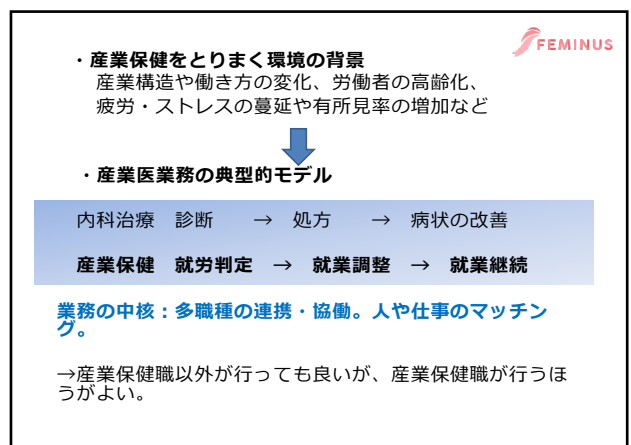 FEMINUS
・産業保健をとりまく環境の背景
産業構造や働き方の変化、労働者の高齢化、
疲労・ストレスの蔓延や有所見率の増加など
・産業医業務の典型的モデル
内科治療 診断 → 処方 → 病状の改善
産業保健 就労判定 → 就業調整 → 就業継続
業務の中核：多職種の連携・協働。人や仕事のマッチン
グ。
→産業保健職以外が行っても良いが、産業保健職が行うほ
うがよい。